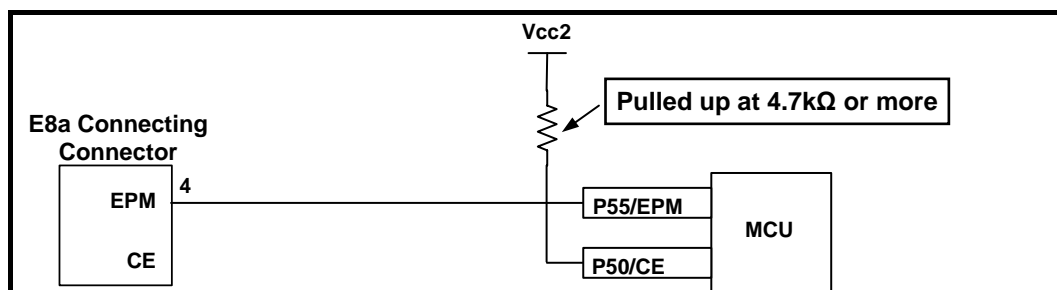 Vcc2
Pulled up at 4.7kΩ or more
E8a Connecting
Connector
4
EPM
P55/EPM
MCU
CE
P50/CE